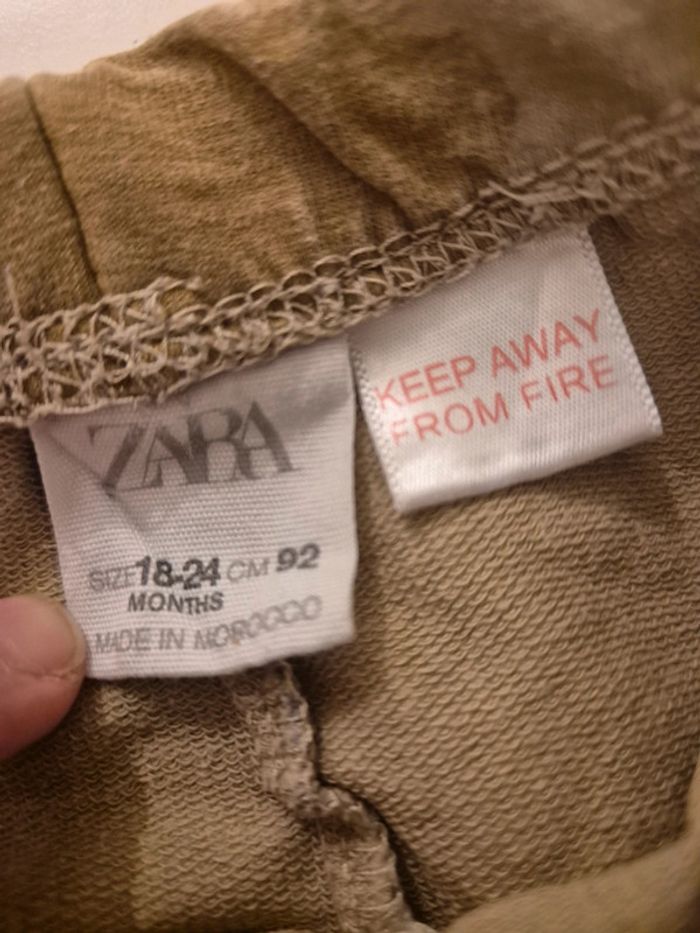 ZARA
SIZE 18-24 CM 92
MONTHS
MADE IN MOROCCO
KEEP AWAY
FROM FIRE